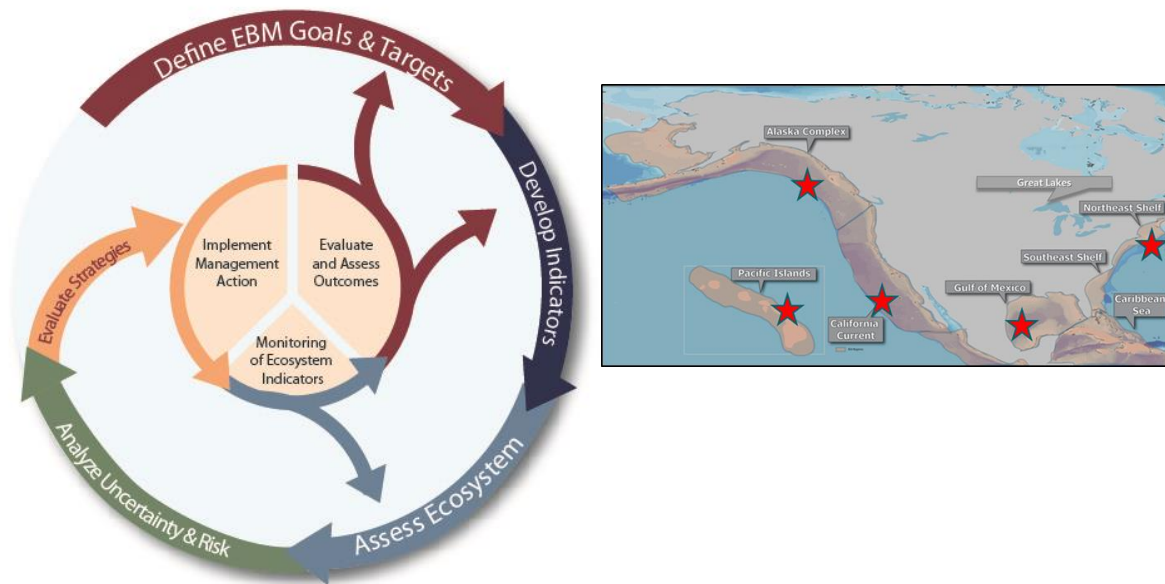 Define EBM Goals & Targets
Develop Indicators
Assess Ecosystem
Analyze Uncertainty & Risk
Evaluate Strategies
Implement
Management
Action
Evaluate
and Assess
Outcomes
Monitoring
of Ecosystem
Indicators
Alaska Complex
Great Lakes
Northeast Shelf
Southeast Shelf
Pacific Islands
Gulf of Mexico
California
Current
Caribbean
Sea